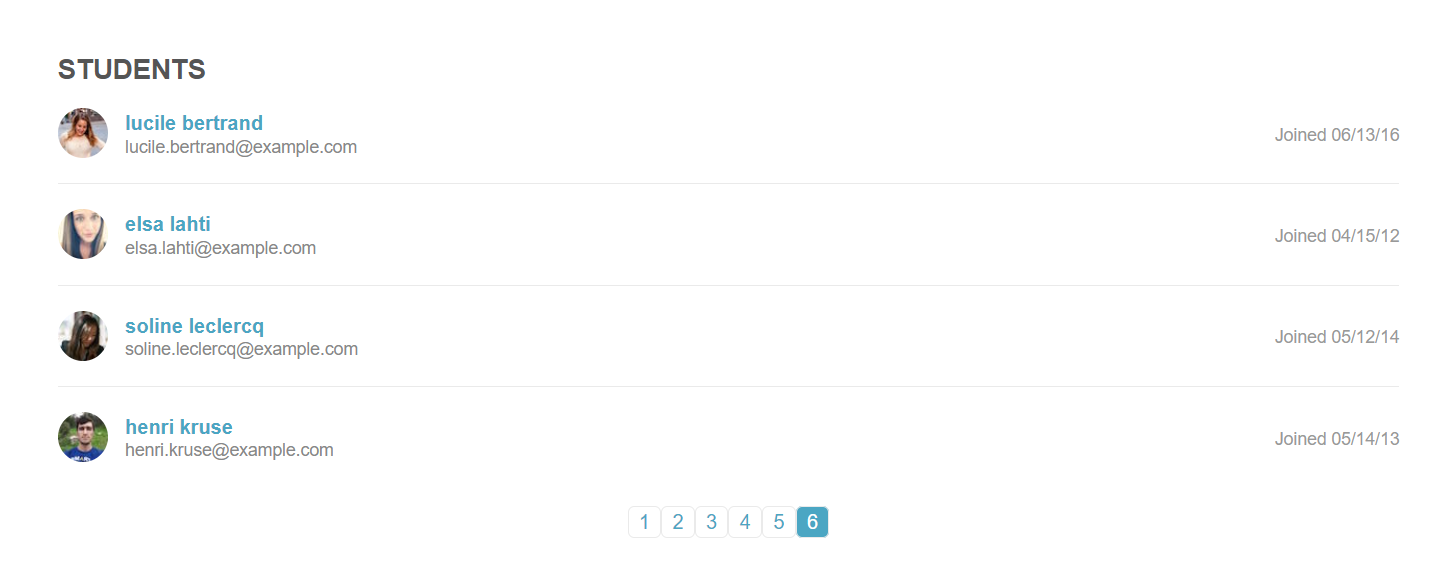 STUDENTS
lucile bertrand
lucile.bertrand@example.com
Joined 06/13/16
elsa lahti
elsa.lahti@example.com
Joined 04/15/12
soline leclercq
soline.leclercq@example.com
Joined 05/12/14
henri kruse
henri.kruse@example.com
Joined 05/14/13
1 2 3 4 5 6